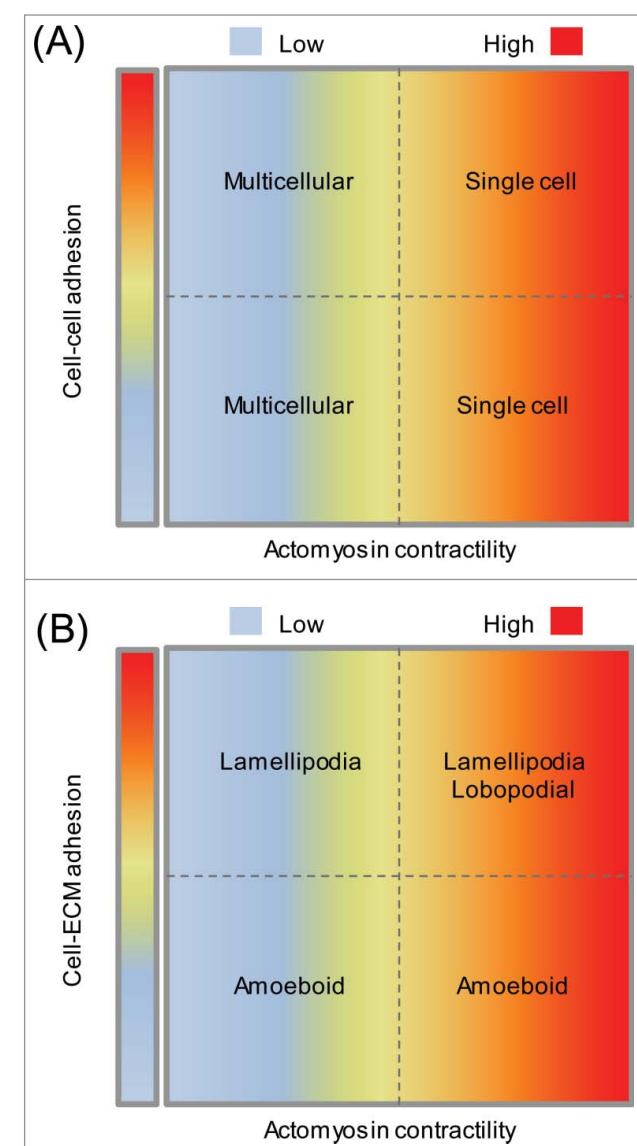 (A)
Low High
Cell-cell adhesion
Multicellular Single cell
Multicellular Single cell
Actomyosin contractility
(B)
Low High
Cell-ECM adhesion
Lamellipodia Lamellipodia
Lobopodial
Amoeboid Amoeboid
Actomyosin contractility